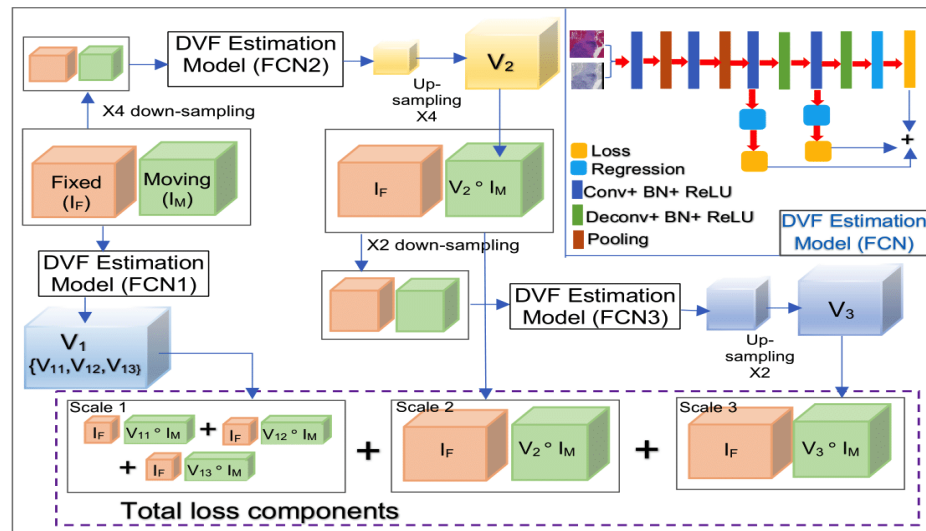 DVF Estimation
Model (FCN2)
X4 down-sampling
Up-
sampling
X4
V2
Fixed
(IF)
Moving
(IM)
IF
V2 ° IM
X2 down-sampling
DVF Estimation
Model (FCN1)
V1
{V11,V12,V13}
DVF Estimation
Model (FCN3)
Up-
sampling
X2
V3
Loss
Regression
Conv+ BN+ ReLU
Deconv+ BN+ ReLU
Pooling
+
DVF Estimation
Model (FCN)
Scale 1
IF V11 ° IM + IF V12 ° IM
+ IF V13 ° IM
+
Scale 2
IF V2 ° IM
+
Scale 3
IF V3 ° IM
Total loss components